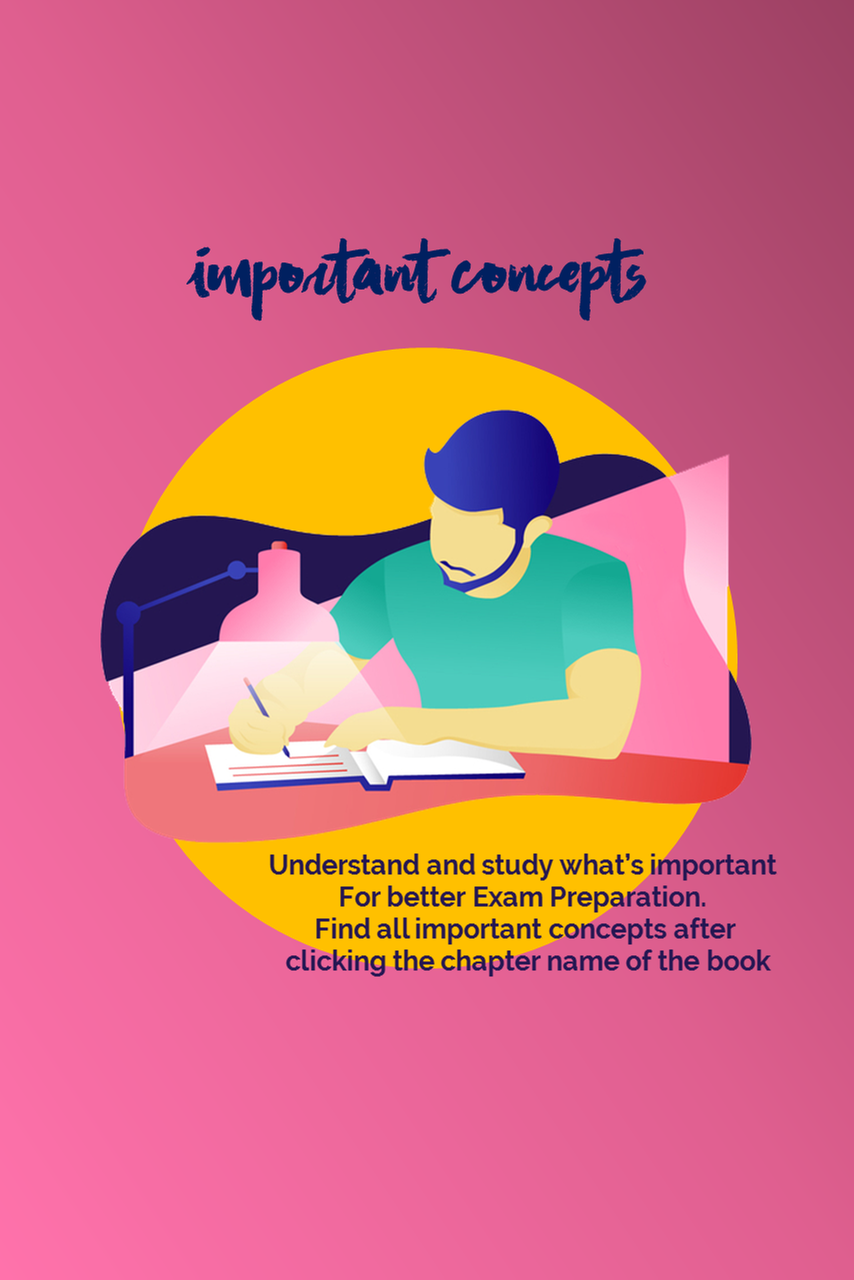 important concepts
Understand and study what's important
For better Exam Preparation.
Find all important concepts after
clicking the chapter name of the book